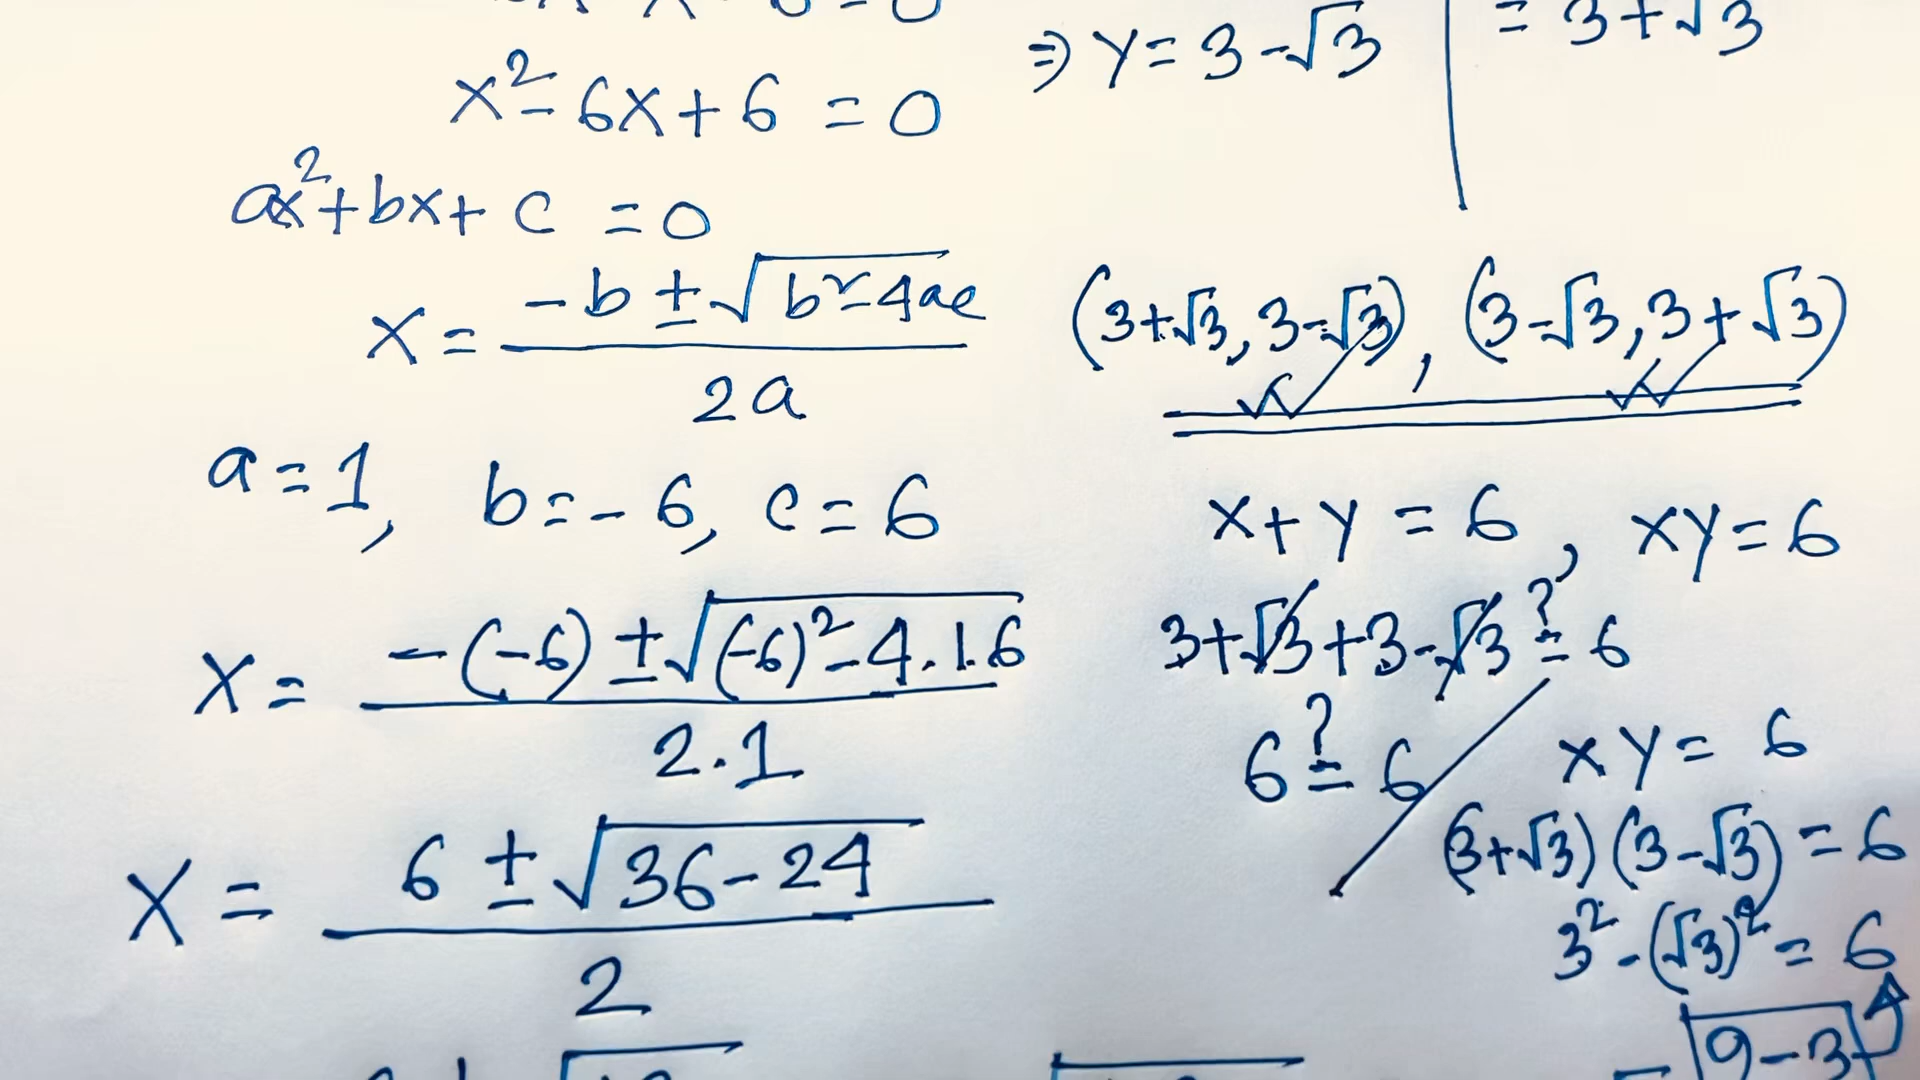 x² - 6x + 6 = 0
ax² + bx + c = 0
x = (-b ± √(b² - 4ac)) / 2a
a = 1, b = -6, c = 6
x = (-(-6) ± √((-6)² - 4.1.6)) / 2.1
x = (6 ± √(36 - 24)) / 2
⇒ y = 3 - √3
= 3 + √3
(3+√3, 3-√3), (3-√3, 3+√3)
x + y = 6, xy = 6
3+√3+3-√3 ?= 6
6 ?= 6
xy = 6
(3+√3)(3-√3) = 6
3² - (√3)² = 6
9-3